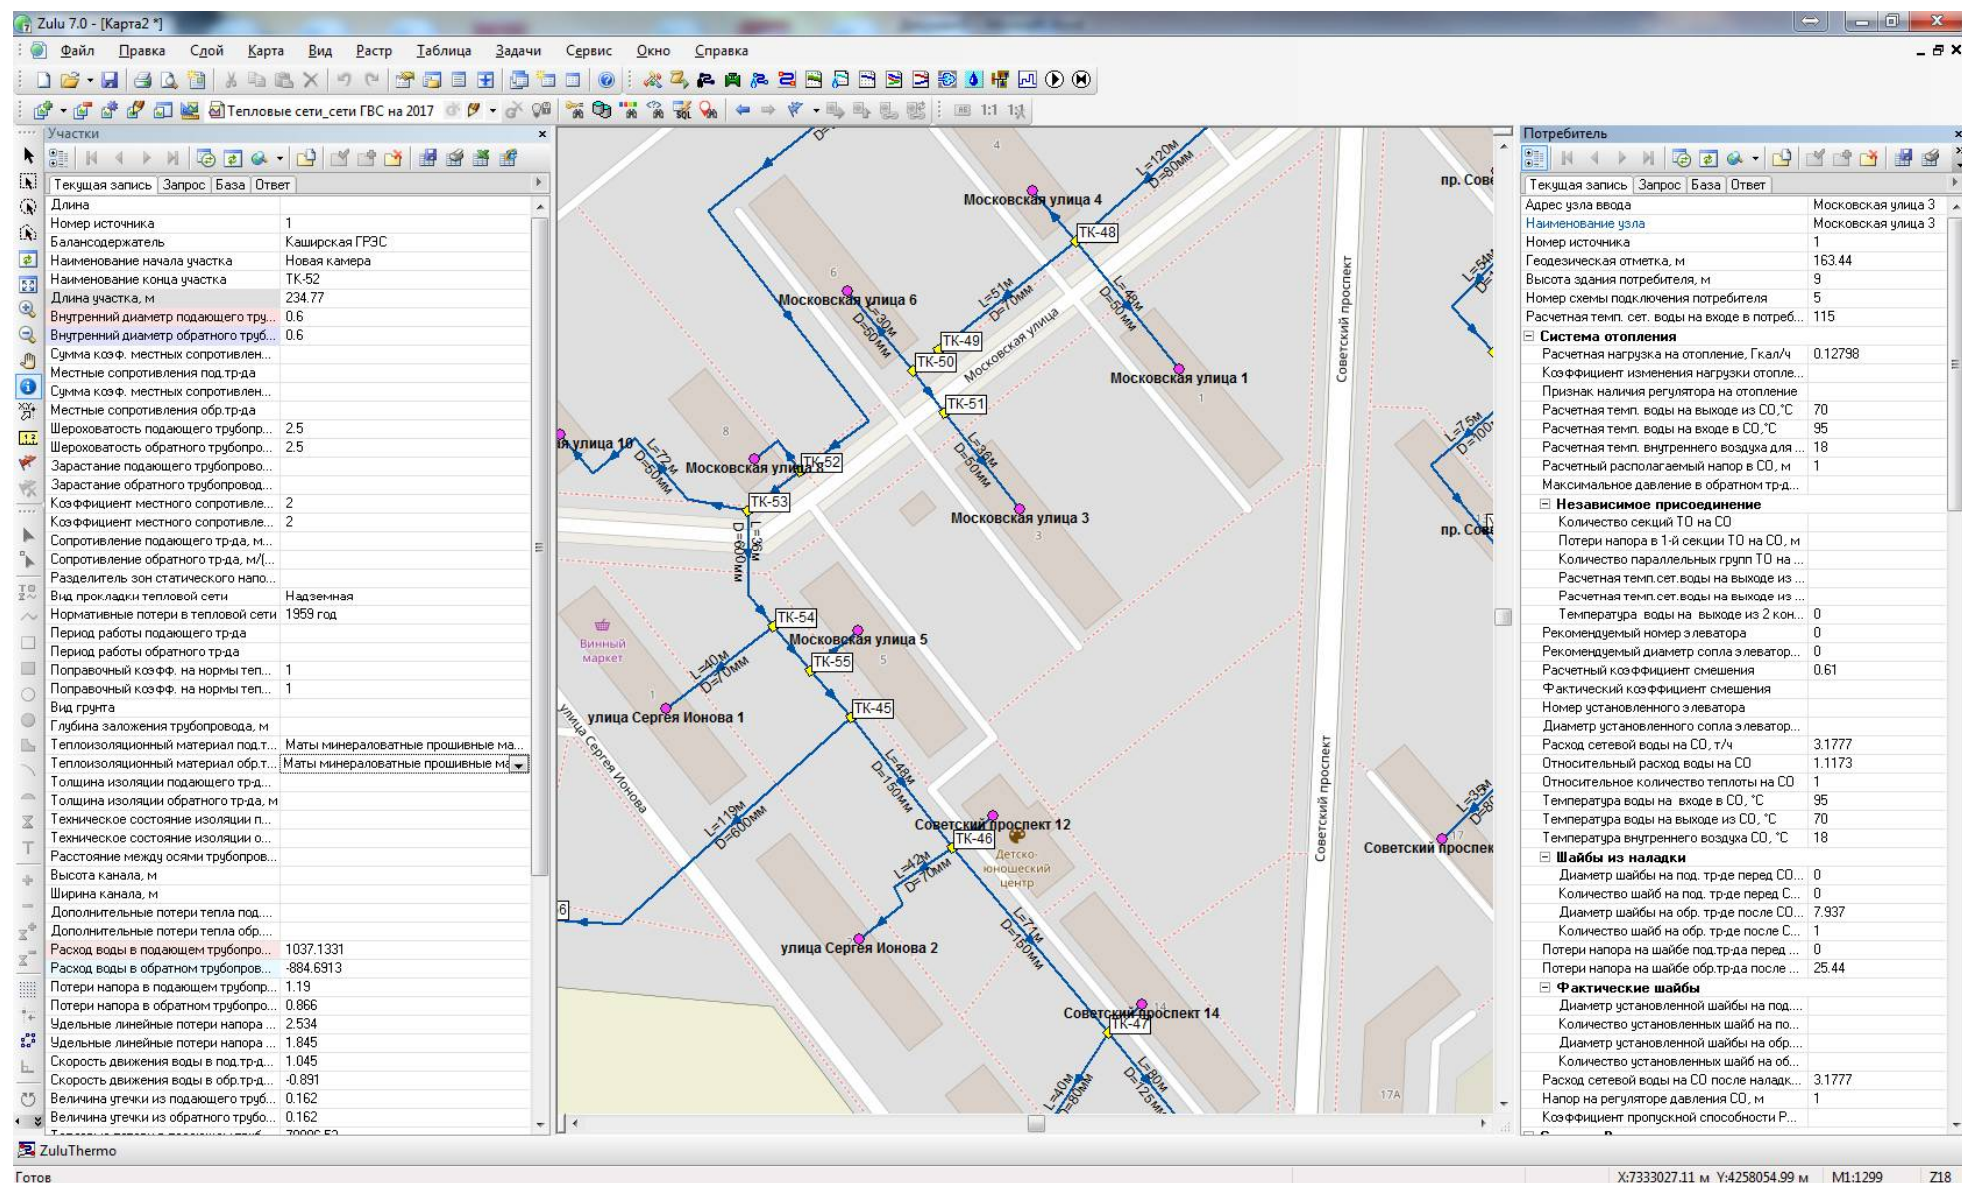 Zulu 7.0 - [Карта2 *]
Файл Правка Слой Карта Вид Растр Таблица Задачи Сервис Окно Справка
Тепловые сети_сети ГВС на 2017
1:1
Участки
Текущая запись Запрос База Ответ
Длина
Номер источника 1
Балансодержатель Каширская ГРЭС
Наименование начала участка Новая камера
Наименование конца участка ТК-52
Длина участка, м 234.77
Внутренний диаметр подающего тру... 0.6
Внутренний диаметр обратного труб... 0.6
Сумма коэф. местных сопротивлен...
Местные сопротивления под.тр-да
Сумма коэф. местных сопротивлен...
Местные сопротивления обр.тр-да
Шероховатость подающего трубопр... 2.5
Шероховатость обратного трубопро... 2.5
Зарастание подающего трубопрово...
Зарастание обратного трубопровод...
Коэффициент местного сопротивле... 2
Коэффициент местного сопротивле... 2
Сопротивление подающего тр-да, м...
Сопротивление обратного тр-да, м/(...
Разделитель зон статического напо...
Вид прокладки тепловой сети Надземная
Нормативные потери в тепловой сети 1959 год
Период работы подающего тр-да
Период работы обратного тр-да
Поправочный коэфф. на нормы теп... 1
Поправочный коэфф. на нормы теп... 1
Вид грунта
Глубина заложения трубопровода, м
Теплоизоляционный материал под.т... Маты минераловатные прошивные ма...
Теплоизоляционный материал обр.т... Маты минераловатные прошивные ма
Толщина изоляции подающего тр-д...
Толщина изоляции обратного тр-да, м
Техническое состояние изоляции п...
Техническое состояние изоляции о...
Расстояние между осями трубопров...
Высота канала, м
Ширина канала, м
Дополнительные потери тепла под....
Дополнительные потери тепла обр....
Расход воды в подающем трубопро... 1037.1331
Расход воды в обратном трубопров... -884.6913
Потери напора в подающем трубопр... 1.19
Потери напора в обратном трубопро... 0.866
Удельные линейные потери напора ... 2.534
Удельные линейные потери напора ... 1.845
Скорость движения воды в под.тр-д... 1.045
Скорость движения воды в обр.тр-д... -0.891
Величина утечки из подающего труб... 0.162
Величина утечки из обратного трубо... 0.162
4
L=120м
D=80мм
пр. Сове
Московская улица 4
ТК-48
L=54м
6
Московская улица 6
L=51м
D=70мм
L=48м
D=50мм
L=30м
D=50мм
Советский проспект
ТК-49
Московская улица
ТК-50
Московская улица 1
1
ТК-51
L=75м
D=100
ая улица 10
8
L=72м
D=50мм
Московская улица 8
ТК-52
L=36м
D=50мм
ТК-53
Московская улица 3
3
пр. Сове
L=36м
D=600мм
ТК-54
Винный
маркет
Московская улица 5
5
ТК-55
L=40м
D=70мм
1
улица Сергея Ионова 1
ТК-45
улица Сергея Ионова
L=48м
D=150мм
L=119м
D=600мм
Советский проспект
L=35м
D=80
Советский проспект 12
ТК-46
Детско-
юношеский
центр
17
Советский проспек
L=42м
D=70мм
6
L=71м
D=150мм
улица Сергея Ионова 2
14
Советский проспект 14
ТК-47
L=40м
D=80мм
L=80м
D=125мм
17А
Потребитель
Текущая запись Запрос База Ответ
Адрес узла ввода Московская улица 3
Наименование узла Московская улица 3
Номер источника 1
Геодезическая отметка, м 163.44
Высота здания потребителя, м 9
Номер схемы подключения потребителя 5
Расчетная темп. сет. воды на входе в потреб... 115
Система отопления
Расчетная нагрузка на отопление, Гкал/ч 0.12798
Коэффициент изменения нагрузки отопле...
Признак наличия регулятора на отопление
Расчетная темп. воды на выходе из СО,°C 70
Расчетная темп. воды на входе в СО,°C 95
Расчетная темп. внутреннего воздуха для ... 18
Расчетный располагаемый напор в СО, м 1
Максимальное давление в обратном тр-д...
Независимое присоединение
Количество секций ТО на СО
Потери напора в 1-й секции ТО на СО, м
Количество параллельных групп ТО на ...
Расчетная темп.сет.воды на выходе из ...
Расчетная темп.сет.воды на выходе из ...
Температура воды на выходе из 2 кон... 0
Рекомендуемый номер элеватора 0
Рекомендуемый диаметр сопла элеватор... 0
Расчетный коэффициент смешения 0.61
Фактический коэффициент смешения
Номер установленного элеватора
Диаметр установленного сопла элеватор...
Расход сетевой воды на СО, т/ч 3.1777
Относительный расход воды на СО 1.1173
Относительное количество теплоты на СО 1
Температура воды на входе в СО, °C 95
Температура воды на выходе из СО, °C 70
Температура внутреннего воздуха СО, °C 18
Шайбы из наладки
Диаметр шайбы на под. тр-де перед СО... 0
Количество шайб на под. тр-де перед С... 0
Диаметр шайбы на обр. тр-де после СО... 7.937
Количество шайб на обр. тр-де после С... 1
Потери напора на шайбе под.тр-да перед ... 0
Потери напора на шайбе обр.тр-да после ... 25.44
Фактические шайбы
Диаметр установленной шайбы на под....
Количество установленных шайб на по...
Диаметр установленной шайбы на обр....
Количество установленных шайб на об...
Расход сетевой воды на СО после наладк... 3.1777
Напор на регуляторе давления СО, м 1
Коэффициент пропускной способности Р...
ZuluThermo
Готов
X:7333027.11 м Y:4258054.99 м М1:1299 Z18